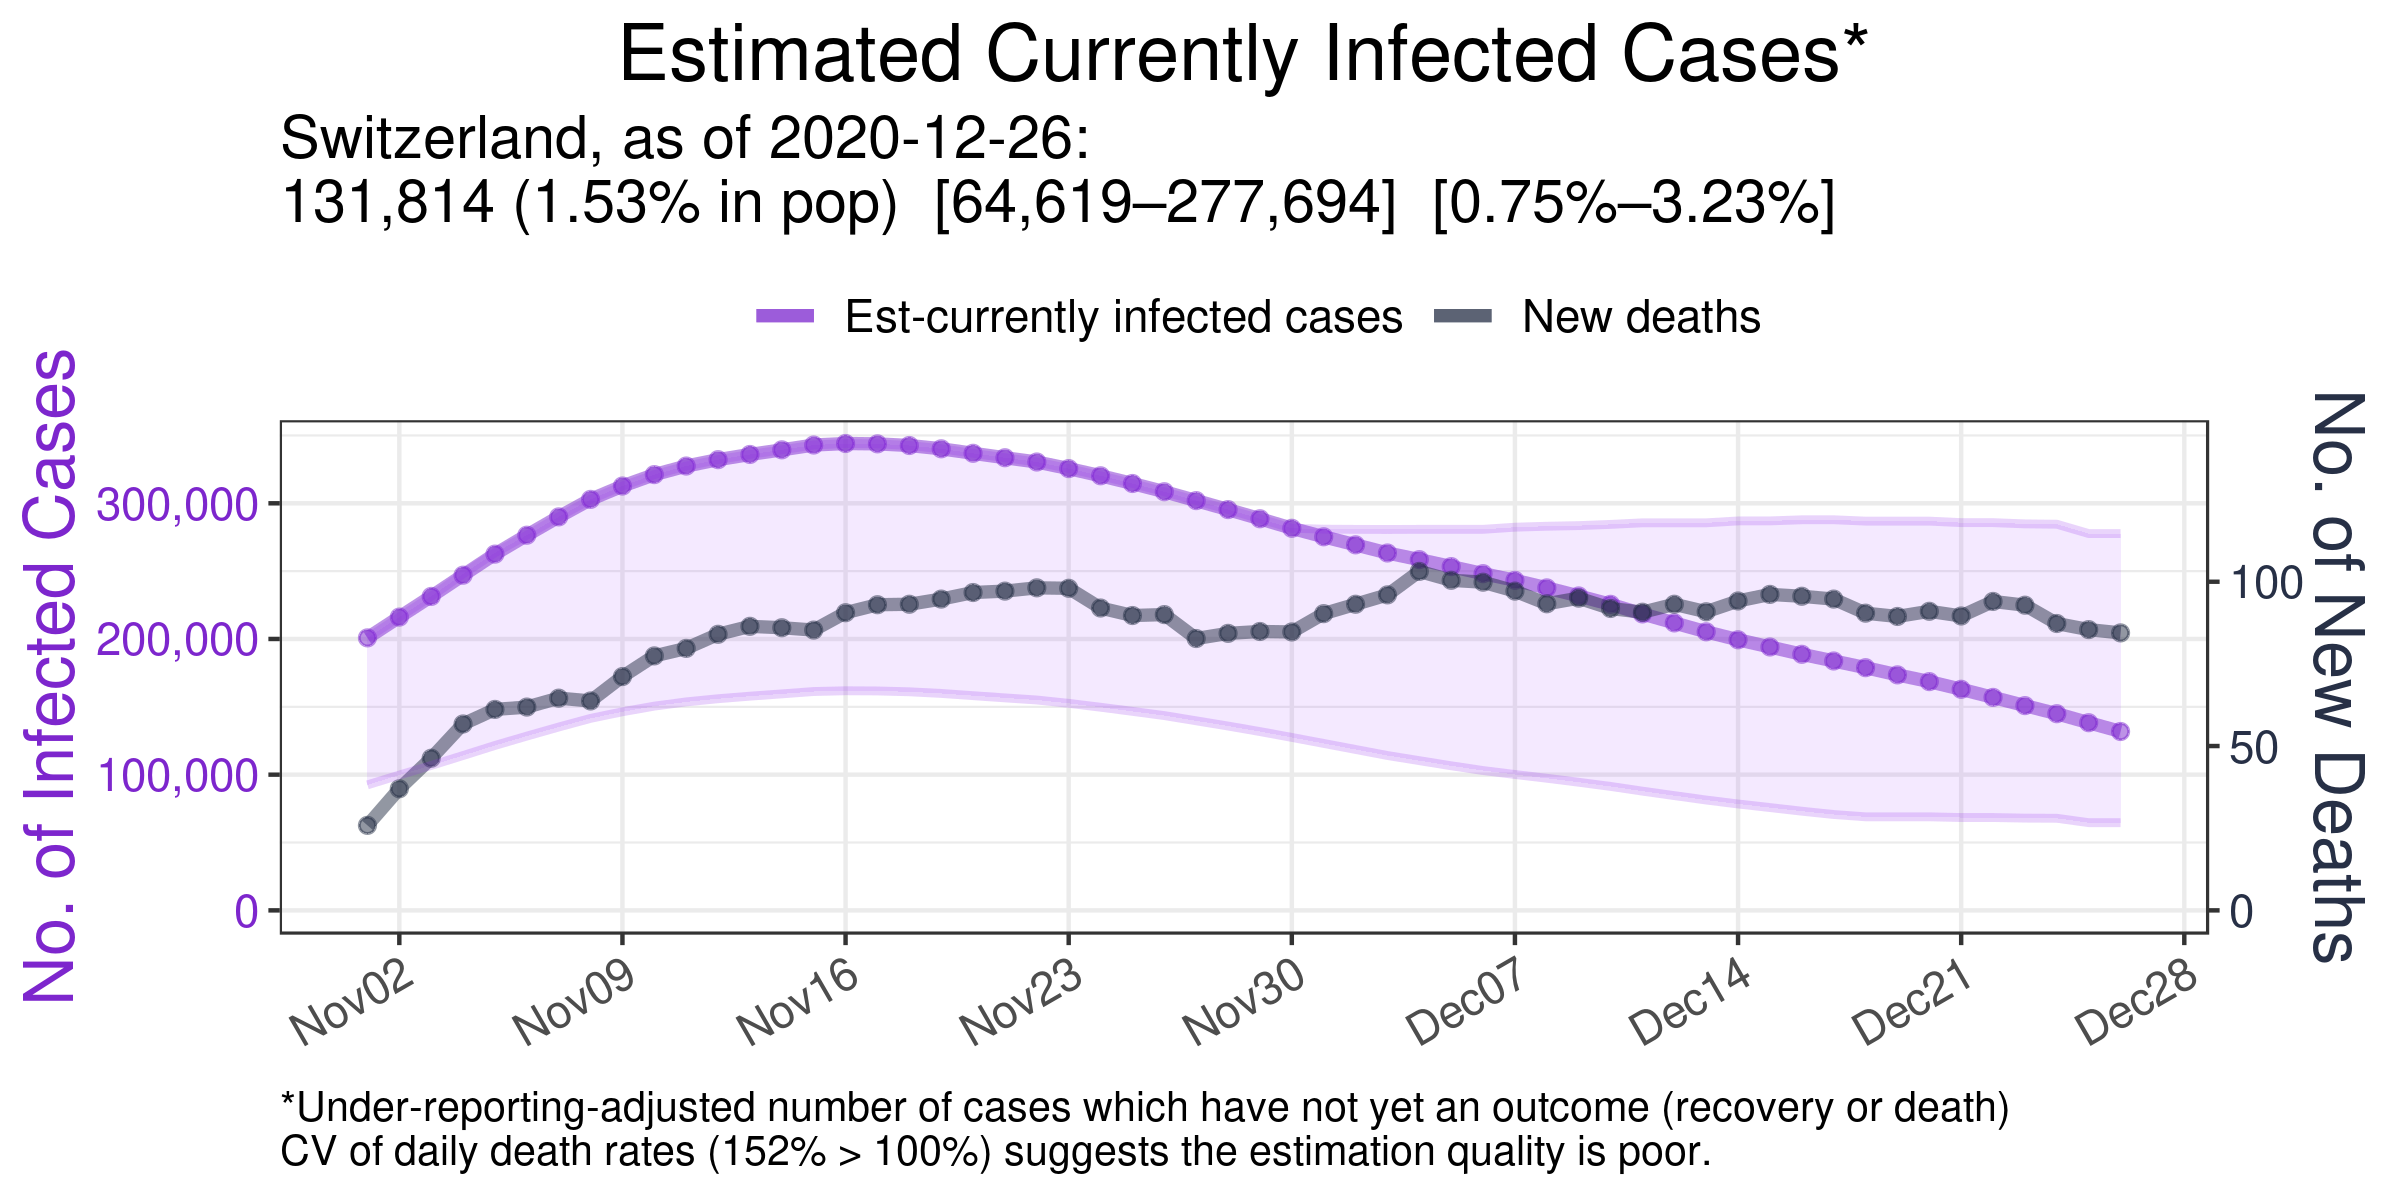 Estimated Currently Infected Cases*
Switzerland, as of 2020-12-26:
131,814 (1.53% in pop)  [64,619–277,694]  [0.75%–3.23%]
Est-currently infected cases
New deaths
No. of Infected Cases
300,000
200,000
100,000
0
No. of New Deaths
100
50
0
Nov02
Nov09
Nov16
Nov23
Nov30
Dec07
Dec14
Dec21
Dec28
*Under-reporting-adjusted number of cases which have not yet an outcome (recovery or death)
CV of daily death rates (152% > 100%) suggests the estimation quality is poor.